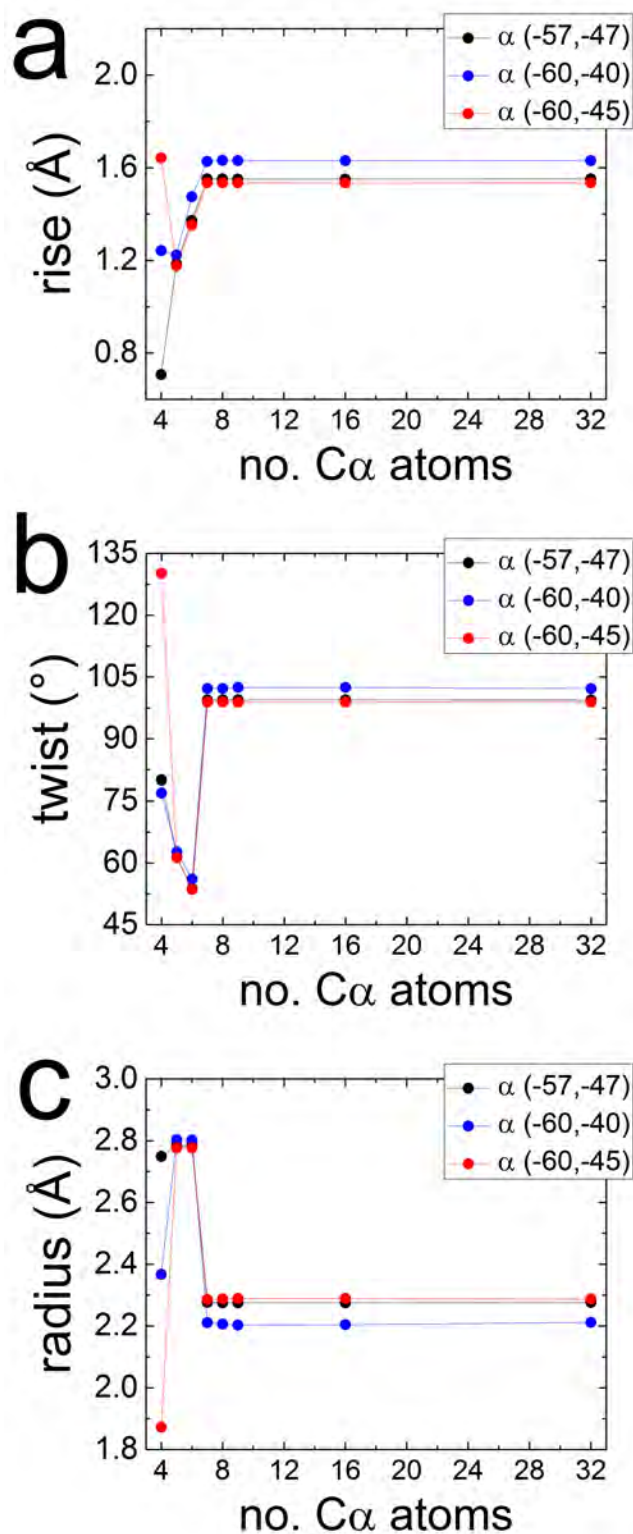 a
α (-57,-47)
α (-60,-40)
α (-60,-45)
rise (Å)
2.0
1.6
1.2
0.8
4 8 12 16 20 24 28 32
no. Cα atoms
b
α (-57,-47)
α (-60,-40)
α (-60,-45)
twist (°)
135
120
105
90
75
60
45
4 8 12 16 20 24 28 32
no. Cα atoms
c
α (-57,-47)
α (-60,-40)
α (-60,-45)
radius (Å)
3.0
2.8
2.6
2.4
2.2
2.0
1.8
4 8 12 16 20 24 28 32
no. Cα atoms